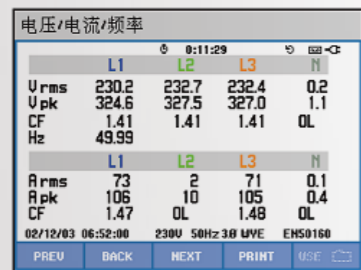 电压/电流/频率
0:11:29
L1 L2 L3 N
Vrms 230.2 232.7 232.4 0.2
Vpk 324.6 327.5 327.0 1.1
CF 1.41 1.41 1.41 OL
Hz 49.99
L1 L2 L3 N
Arms 73 2 71 0.1
Apk 106 10 105 0.4
CF 1.47 OL 1.48 OL
02/12/03 06:52:00 230V 50Hz 3Ø WYE EN50160
PREV BACK NEXT PRINT USE